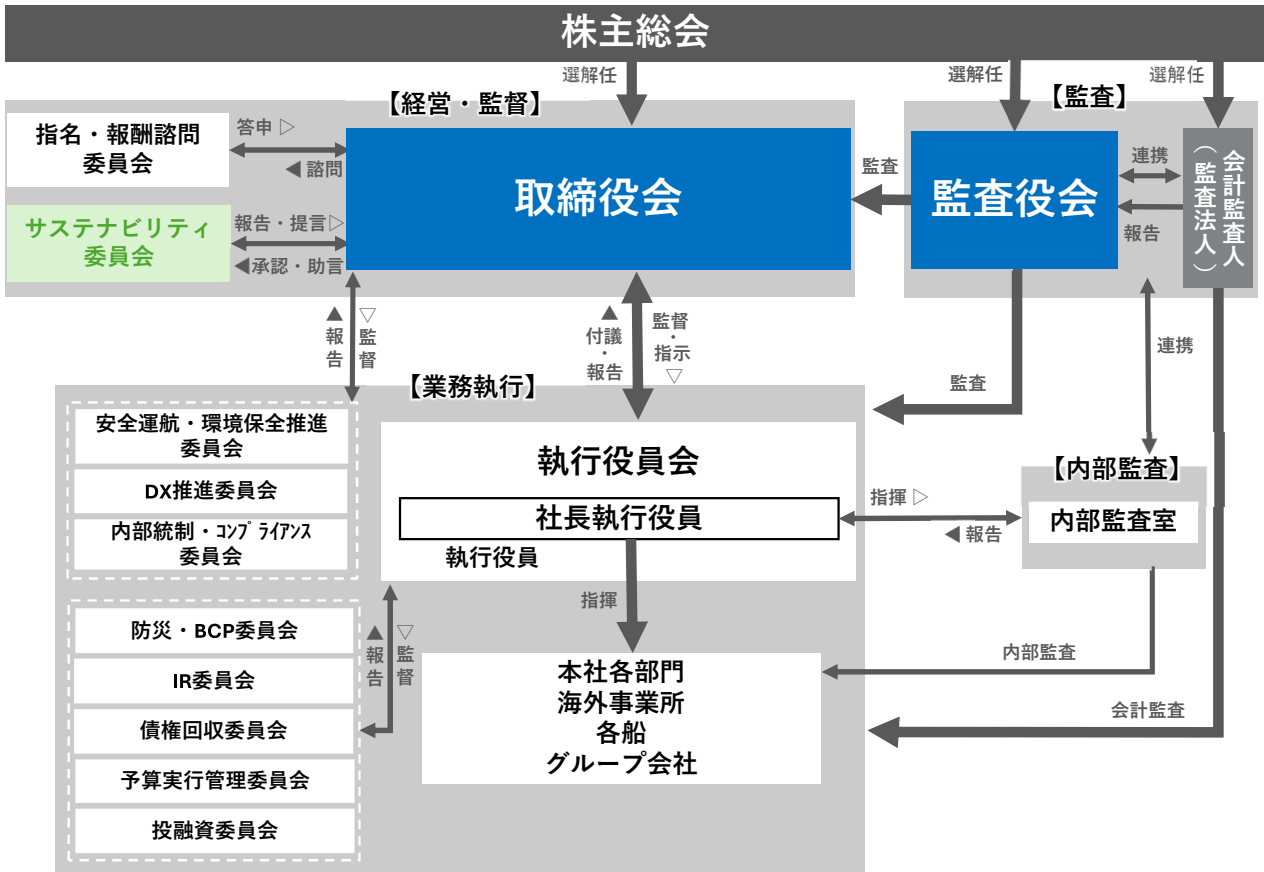 株主総会
選解任
選解任
選解任
【経営・監督】
【監査】
指名・報酬諮問
委員会
答申 ▷
◀ 諮問
サステナビリティ
委員会
報告・提言▷
◀承認・助言
取締役会
監査
監査役会
連携
報告
会計監査人
（監査法人）
▲
報
告
▽
監
督
▲
付議
・
報告
監督
・
指示
▽
監査
連携
【業務執行】
安全運航・環境保全推進
委員会
DX推進委員会
内部統制・ｺﾝﾌﾟﾗｲｱﾝｽ
委員会
執行役員会
社長執行役員
執行役員
指揮 ▷
◀ 報告
【内部監査】
内部監査室
指揮
▲
報
告
▽
監
督
防災・BCP委員会
IR委員会
債権回収委員会
予算実行管理委員会
投融資委員会
本社各部門
海外事業所
各船
グループ会社
内部監査
会計監査